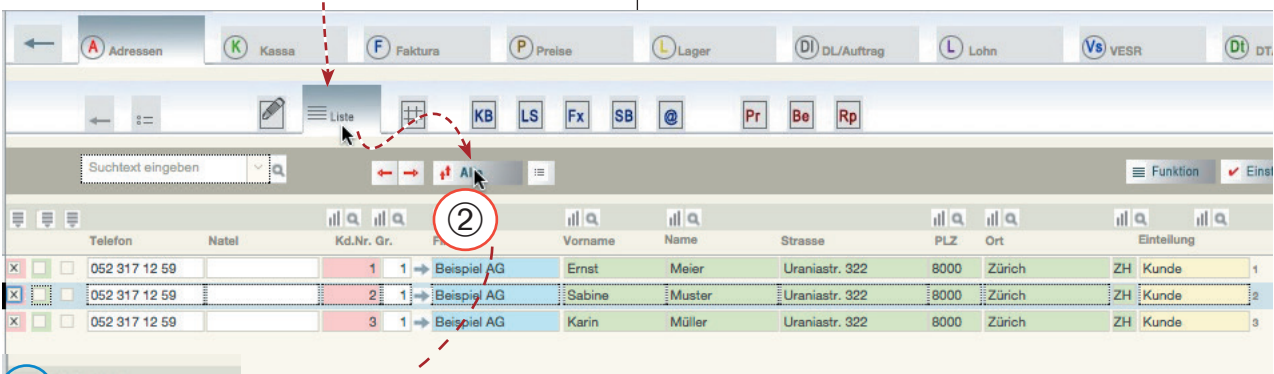 A Adressen K Kassa F Faktura P Preise L Lager Dl DL/Auftrag L Lohn Vs VESR Dt
Liste KB LS Fx SB @ Pr Be Rp
Suchtext eingeben Funktion
②
Telefon Natel Kd.Nr. Gr. Vorname Name Strasse PLZ Ort Einteilung
x 052 317 12 59 1 1 Beispiel AG Ernst Meier Uraniastr. 322 8000 Zürich ZH Kunde 1
x 052 317 12 59 2 1 Beispiel AG Sabine Muster Uraniastr. 322 8000 Zürich ZH Kunde 2
x 052 317 12 59 3 1 Beispiel AG Karin Müller Uraniastr. 322 8000 Zürich ZH Kunde 3